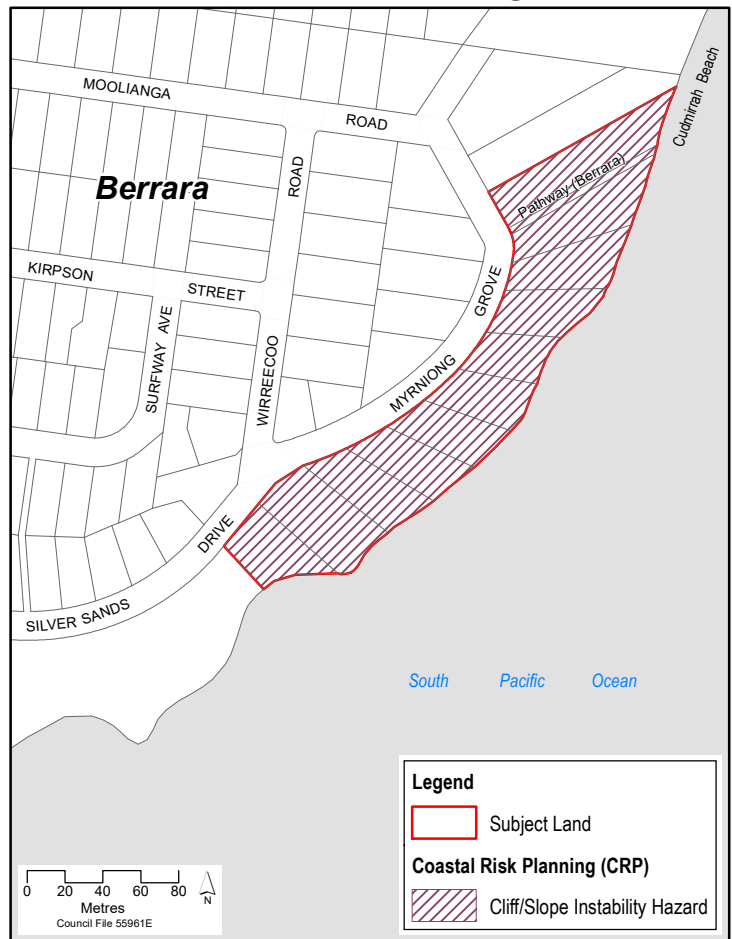 Cudmirrah Beach
MOOLIANGA
ROAD
ROAD
Berrara
Pathway (Berrara)
KIRPSON
STREET
GROVE
SURFWAY AVE
WIRREECOO
MYRNIONG
DRIVE
SILVER SANDS
South Pacific Ocean
Legend
Subject Land
Coastal Risk Planning (CRP)
Cliff/Slope Instability Hazard
0 20 40 60 80
Metres
N
Council File 55961E